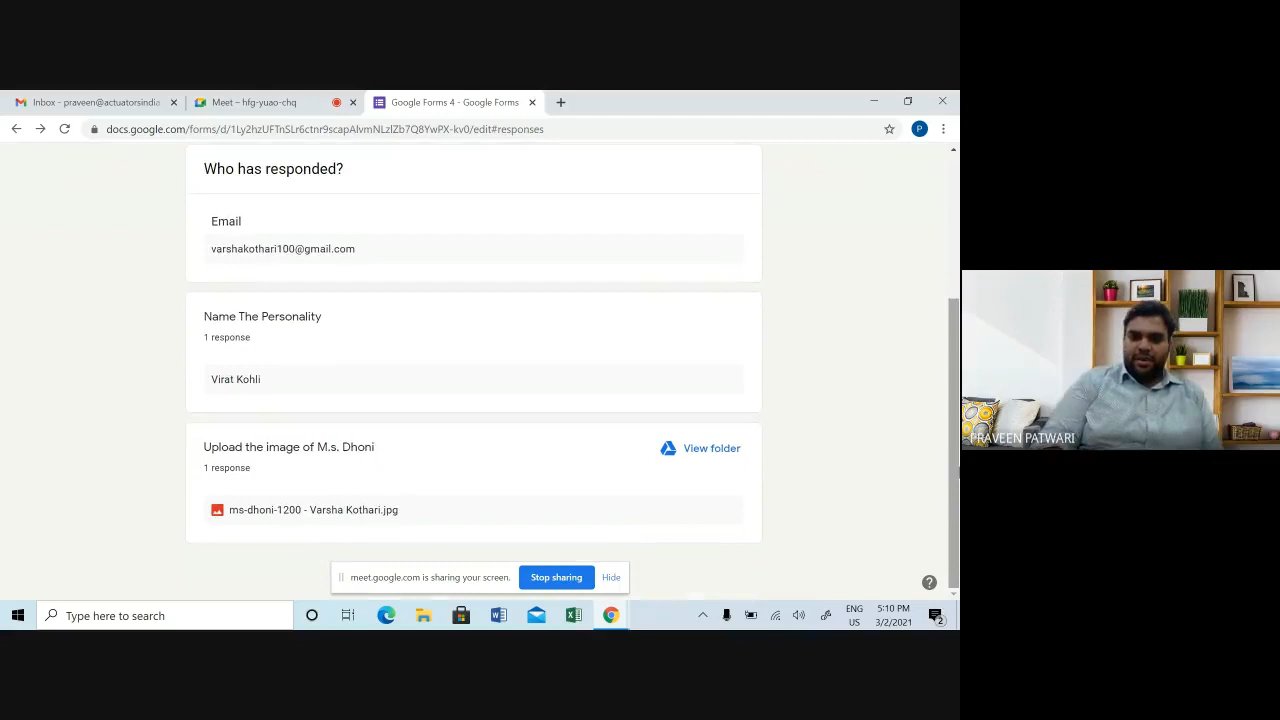 Inbox - praveen@actuatorsindia
Meet – hfg-yuao-chq
Google Forms 4 - Google Forms
docs.google.com/forms/d/1Ly2hzUFTnSLr6ctnr9scapAlvmNLzlZb7Q8YwPX-kv0/edit#responses
P
Who has responded?
Email
varshakothari100@gmail.com
Name The Personality
1 response
Virat Kohli
Upload the image of M.s. Dhoni
View folder
1 response
ms-dhoni-1200 - Varsha Kothari.jpg
PRAVEEN PATWARI
meet.google.com is sharing your screen.
Stop sharing
Hide
Type here to search
ENG
US
5:10 PM
3/2/2021
2